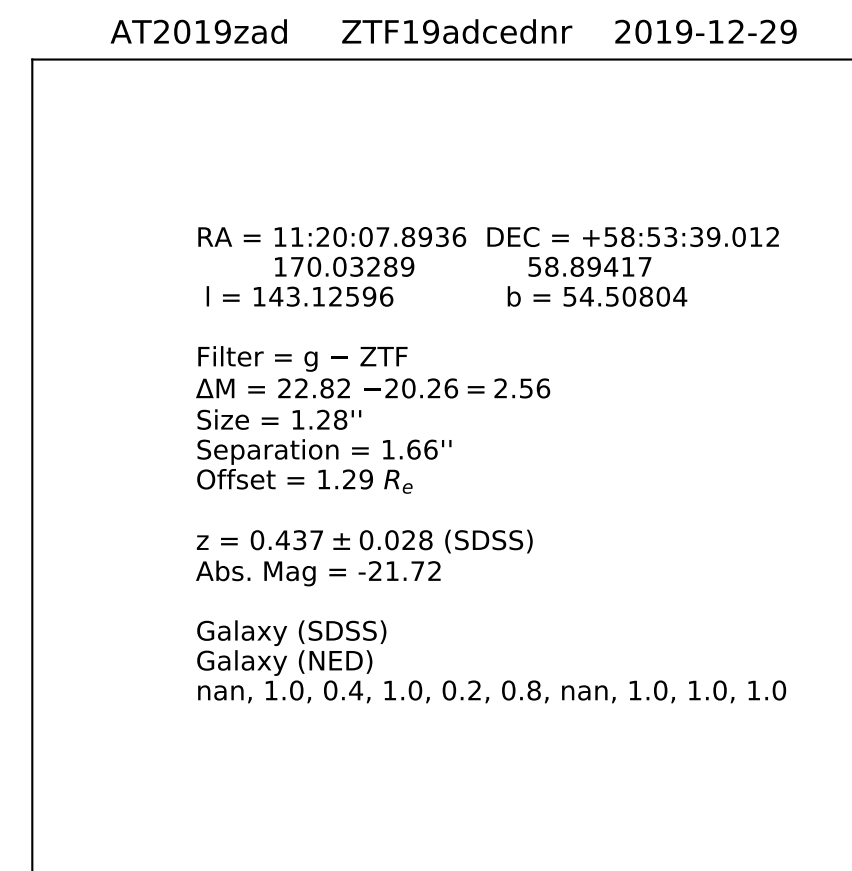 AT2019zad ZTF19adcednr 2019-12-29
RA = 11:20:07.8936 DEC = +58:53:39.012
170.03289 58.89417
l = 143.12596 b = 54.50804
Filter = g − ZTF
ΔM = 22.82 −20.26 = 2.56
Size = 1.28''
Separation = 1.66''
Offset = 1.29 Rₑ
z = 0.437 ± 0.028 (SDSS)
Abs. Mag = -21.72
Galaxy (SDSS)
Galaxy (NED)
nan, 1.0, 0.4, 1.0, 0.2, 0.8, nan, 1.0, 1.0, 1.0